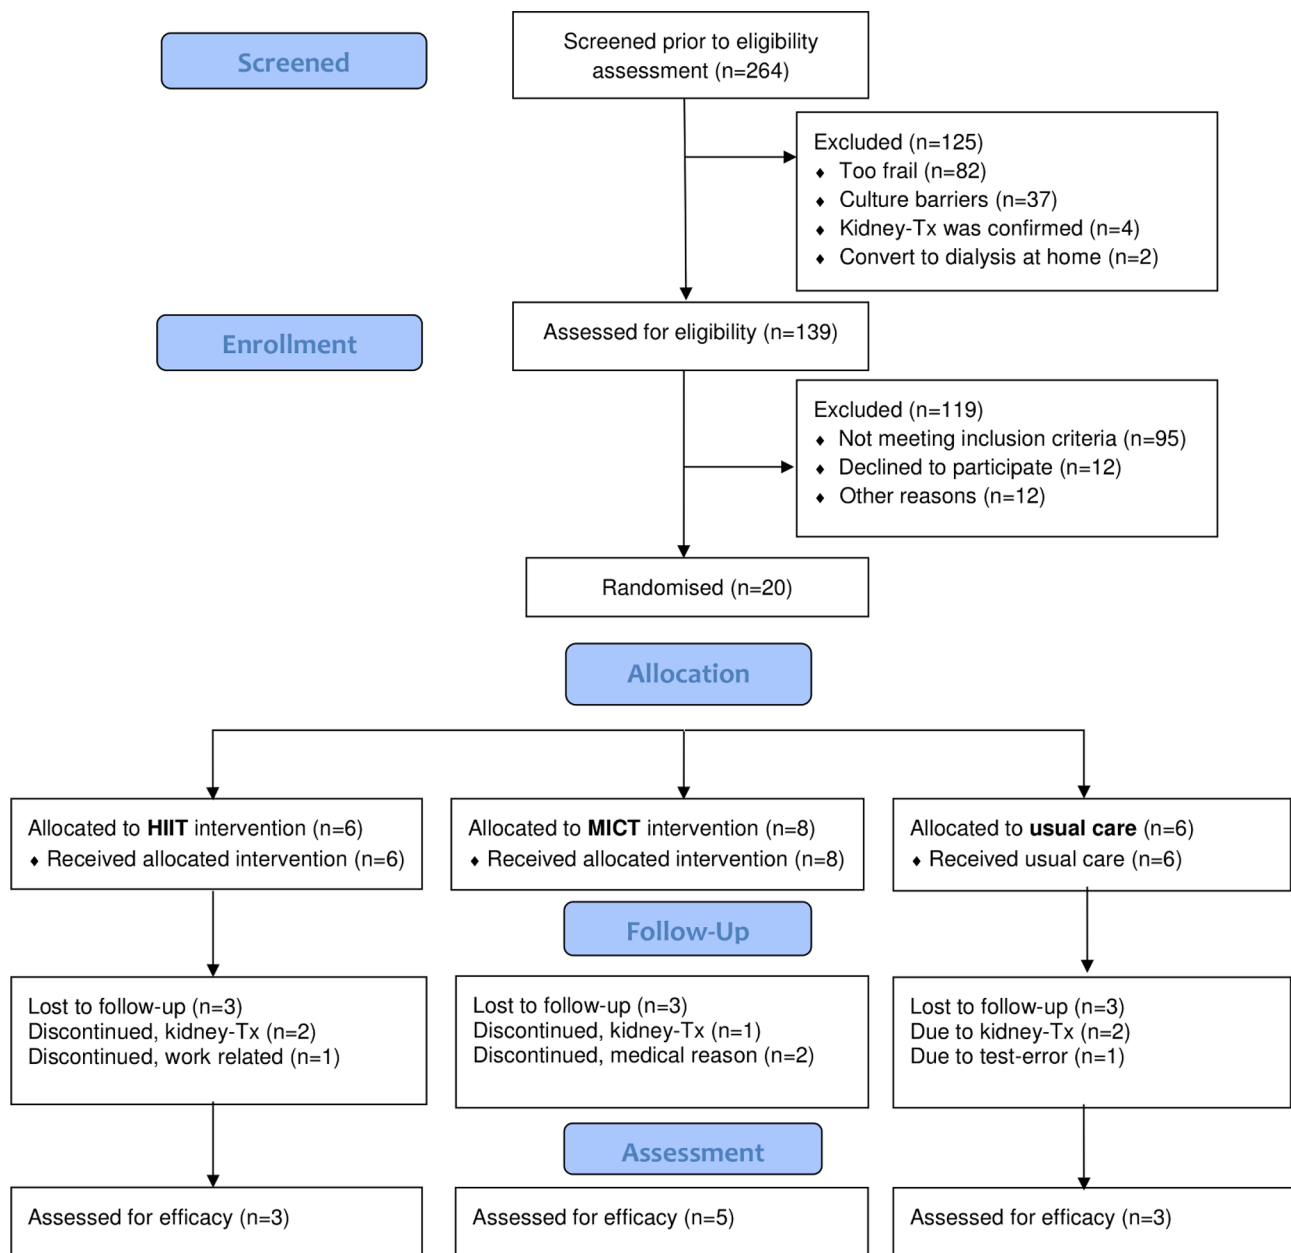 Screened
Screened prior to eligibility
assessment (n=264)
Excluded (n=125)
♦ Too frail (n=82)
♦ Culture barriers (n=37)
♦ Kidney-Tx was confirmed (n=4)
♦ Convert to dialysis at home (n=2)
Enrollment
Assessed for eligibility (n=139)
Excluded (n=119)
♦ Not meeting inclusion criteria (n=95)
♦ Declined to participate (n=12)
♦ Other reasons (n=12)
Randomised (n=20)
Allocation
Allocated to HIIT intervention (n=6)
♦ Received allocated intervention (n=6)
Allocated to MICT intervention (n=8)
♦ Received allocated intervention (n=8)
Allocated to usual care (n=6)
♦ Received usual care (n=6)
Follow-Up
Lost to follow-up (n=3)
Discontinued, kidney-Tx (n=2)
Discontinued, work related (n=1)
Lost to follow-up (n=3)
Discontinued, kidney-Tx (n=1)
Discontinued, medical reason (n=2)
Lost to follow-up (n=3)
Due to kidney-Tx (n=2)
Due to test-error (n=1)
Assessment
Assessed for efficacy (n=3)
Assessed for efficacy (n=5)
Assessed for efficacy (n=3)